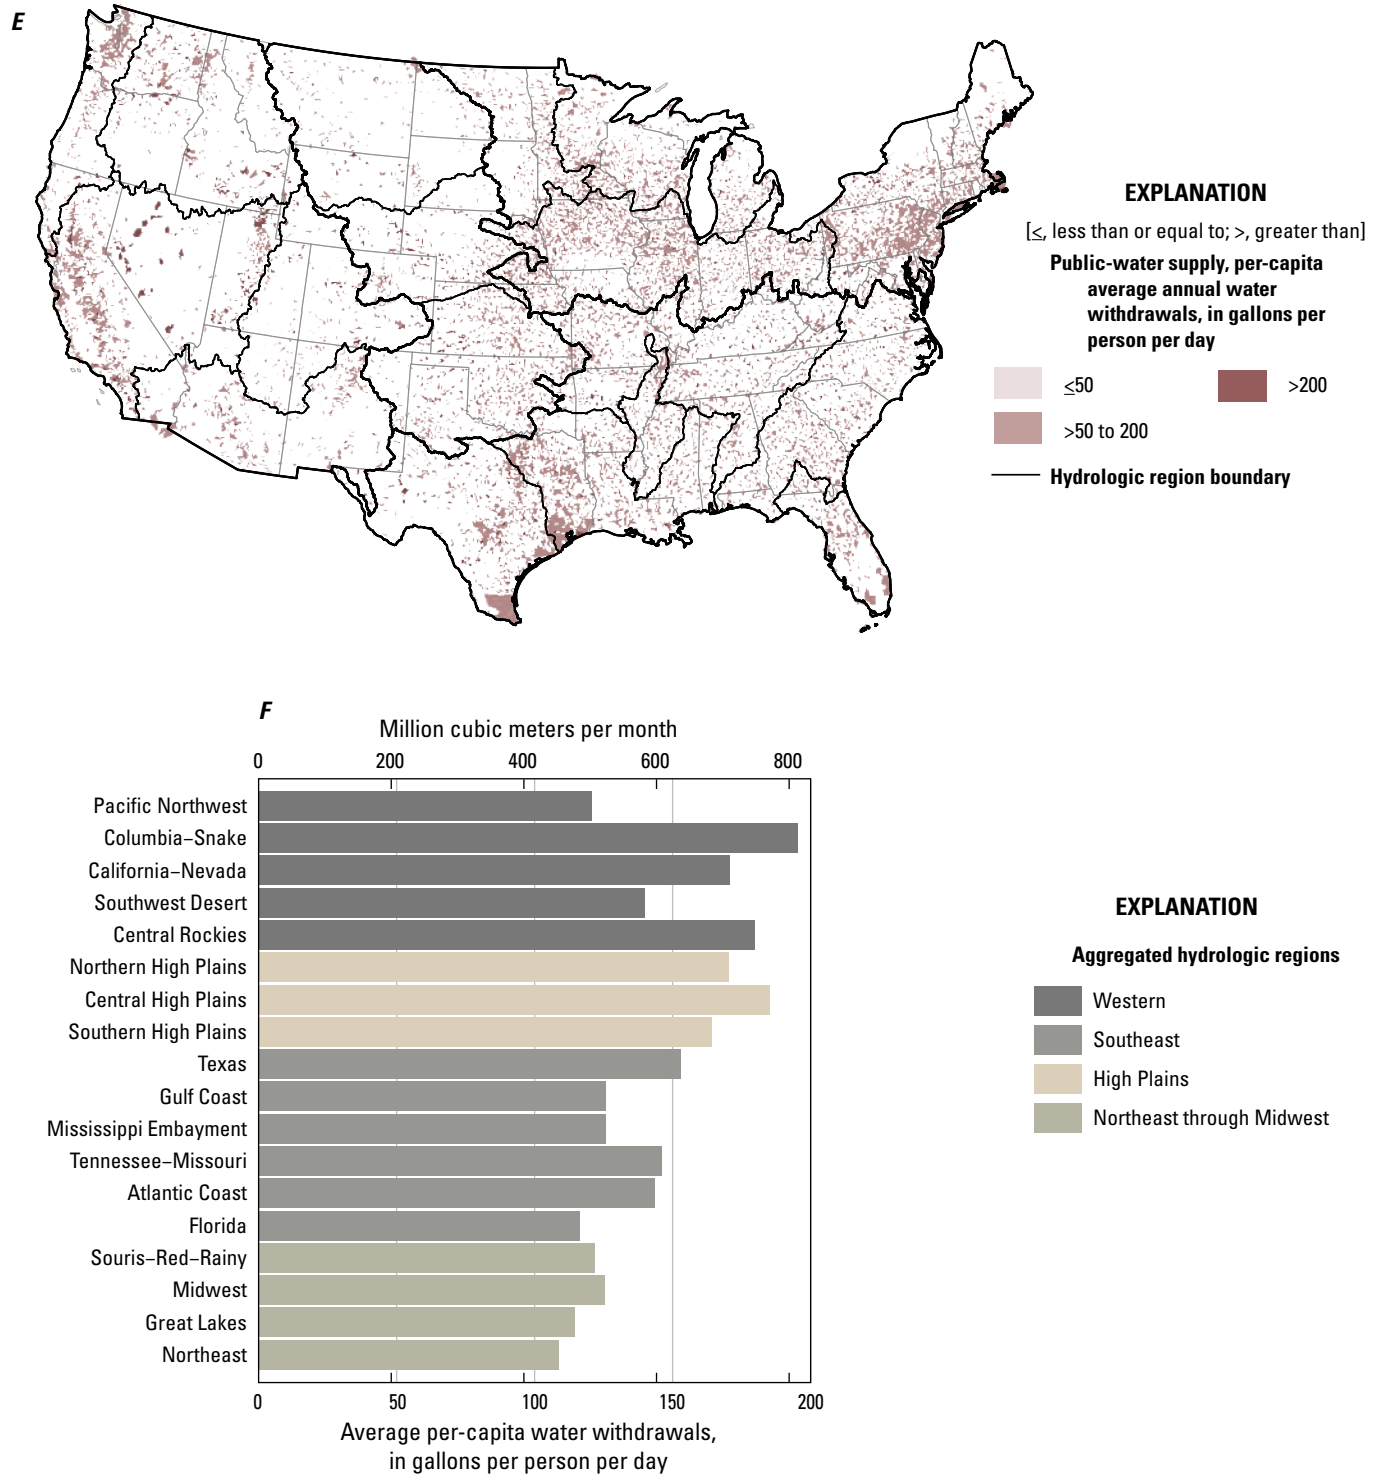 E
EXPLANATION
[≤, less than or equal to; >, greater than]
Public-water supply, per-capita
average annual water
withdrawals, in gallons per
person per day
≤50
>200
>50 to 200
Hydrologic region boundary
F
Million cubic meters per month
0 200 400 600 800
Pacific Northwest
Columbia–Snake
California–Nevada
Southwest Desert
Central Rockies
Northern High Plains
Central High Plains
Southern High Plains
Texas
Gulf Coast
Mississippi Embayment
Tennessee–Missouri
Atlantic Coast
Florida
Souris–Red–Rainy
Midwest
Great Lakes
Northeast
0 50 100 150 200
Average per-capita water withdrawals,
in gallons per person per day
EXPLANATION
Aggregated hydrologic regions
Western
Southeast
High Plains
Northeast through Midwest